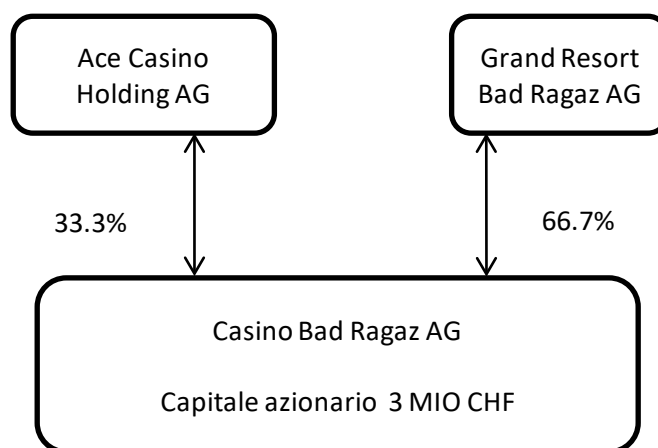 Ace Casino
Holding AG
Grand Resort
Bad Ragaz AG
33.3%
66.7%
Casino Bad Ragaz AG
Capitale azionario 3 MIO CHF